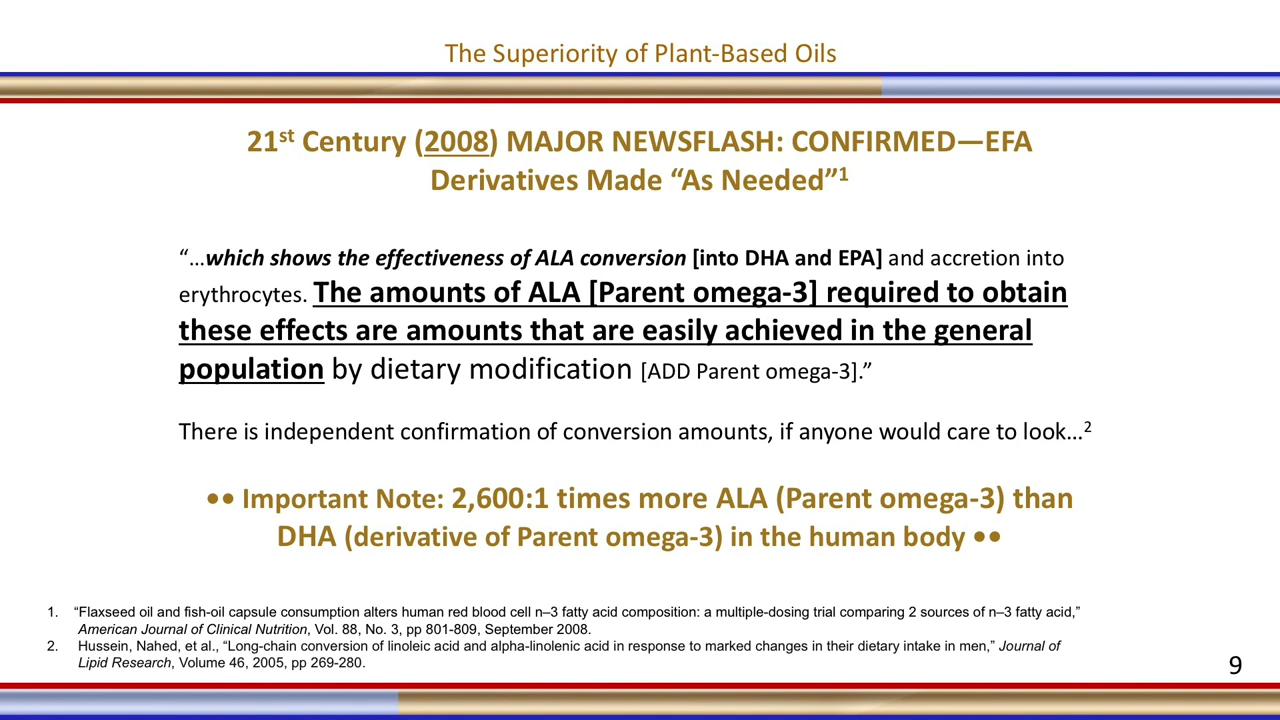 The Superiority of Plant-Based Oils
21st Century (2008) MAJOR NEWSFLASH: CONFIRMED—EFA
Derivatives Made “As Needed”1
“…which shows the effectiveness of ALA conversion [into DHA and EPA] and accretion into
erythrocytes. The amounts of ALA [Parent omega-3] required to obtain
these effects are amounts that are easily achieved in the general
population by dietary modification [ADD Parent omega-3].”
There is independent confirmation of conversion amounts, if anyone would care to look…2
•• Important Note: 2,600:1 times more ALA (Parent omega-3) than
DHA (derivative of Parent omega-3) in the human body ••
1. “Flaxseed oil and fish-oil capsule consumption alters human red blood cell n–3 fatty acid composition: a multiple-dosing trial comparing 2 sources of n–3 fatty acid,”
American Journal of Clinical Nutrition, Vol. 88, No. 3, pp 801-809, September 2008.
2. Hussein, Nahed, et al., “Long-chain conversion of linoleic acid and alpha-linolenic acid in response to marked changes in their dietary intake in men,” Journal of
Lipid Research, Volume 46, 2005, pp 269-280.
9